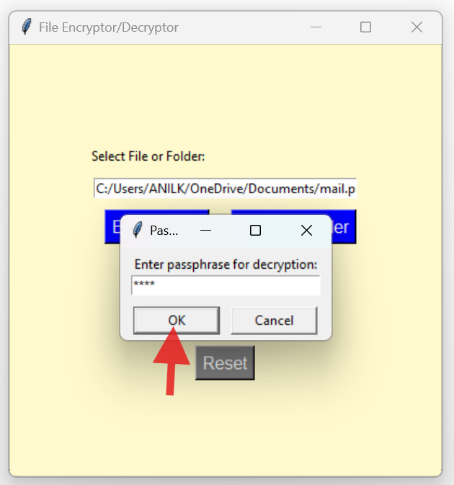 File Encryptor/Decryptor
Select File or Folder:
C:/Users/ANILK/OneDrive/Documents/mail.p
Pas...
Enter passphrase for decryption:
****
OK Cancel
Reset